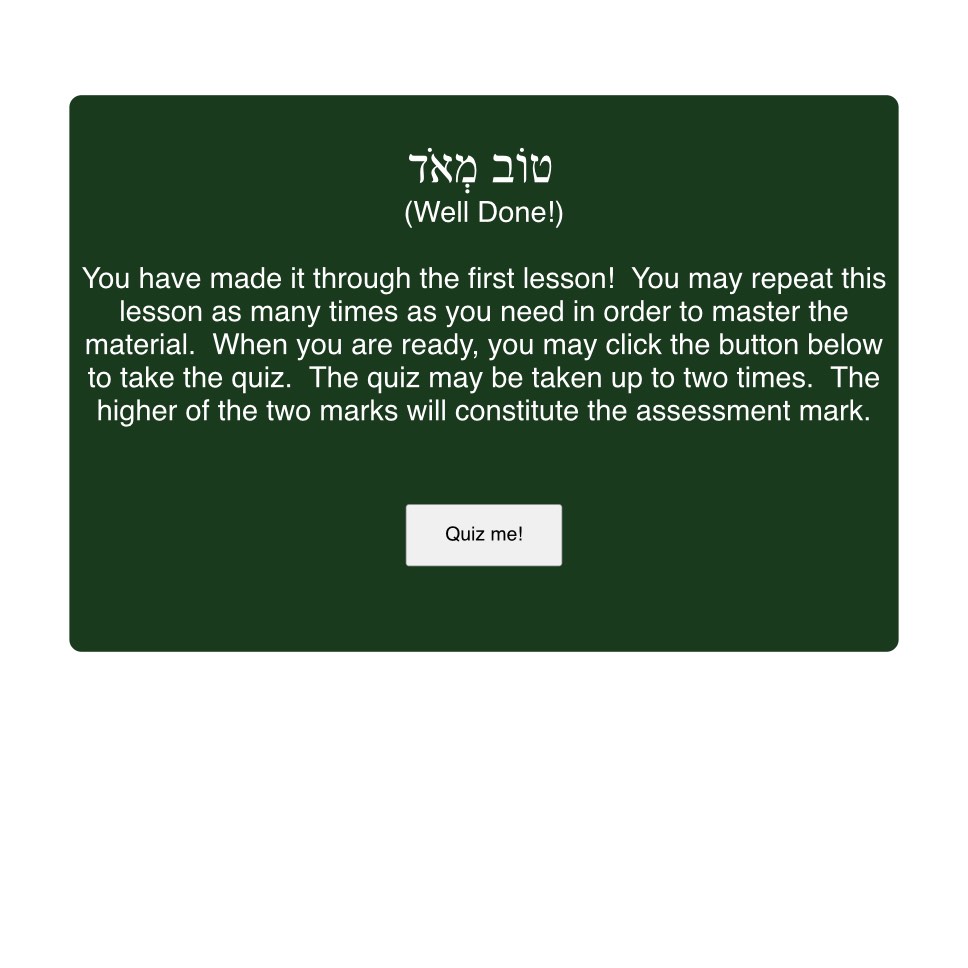 טוֹב מְאֹד
(Well Done!)
You have made it through the first lesson!  You may repeat this
lesson as many times as you need in order to master the
material.  When you are ready, you may click the button below
to take the quiz.  The quiz may be taken up to two times.  The
higher of the two marks will constitute the assessment mark.
Quiz me!